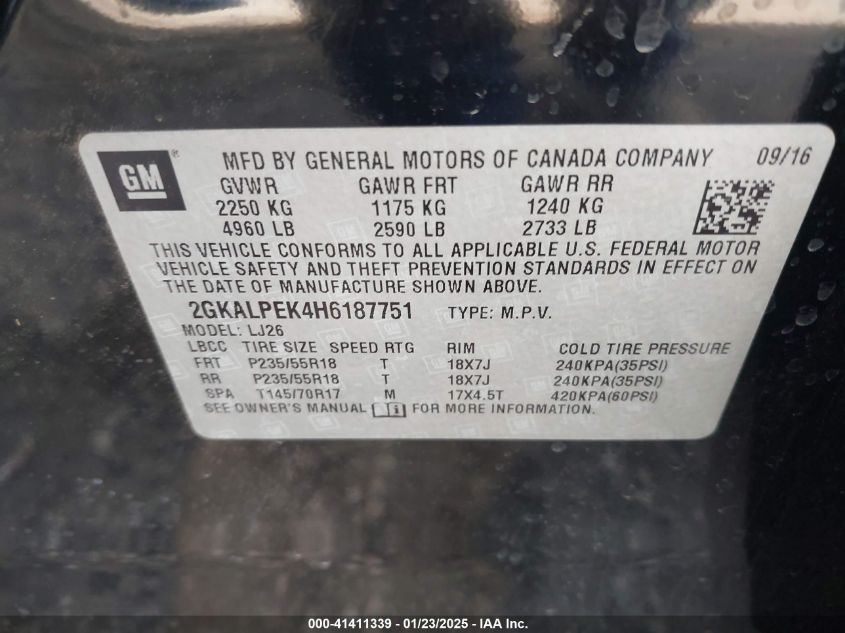 GM ® MFD BY GENERAL MOTORS OF CANADA COMPANY 09/16
GVWR GAWR FRT GAWR RR
2250 KG 1175 KG 1240 KG
4960 LB 2590 LB 2733 LB
THIS VEHICLE CONFORMS TO ALL APPLICABLE U.S. FEDERAL MOTOR
VEHICLE SAFETY AND THEFT PREVENTION STANDARDS IN EFFECT ON
THE DATE OF MANUFACTURE SHOWN ABOVE.
2GKALPEK4H6187751 TYPE: M.P.V.
MODEL: LJ26
LBCC TIRE SIZE SPEED RTG RIM COLD TIRE PRESSURE
FRT P235/55R18 T 18X7J 240KPA(35PSI)
RR P235/55R18 T 18X7J 240KPA(35PSI)
SPA T145/70R17 M 17X4.5T 420KPA(60PSI)
SEE OWNER'S MANUAL FOR MORE INFORMATION.
000-41411339 / 01/23/2025 - IAA Inc.